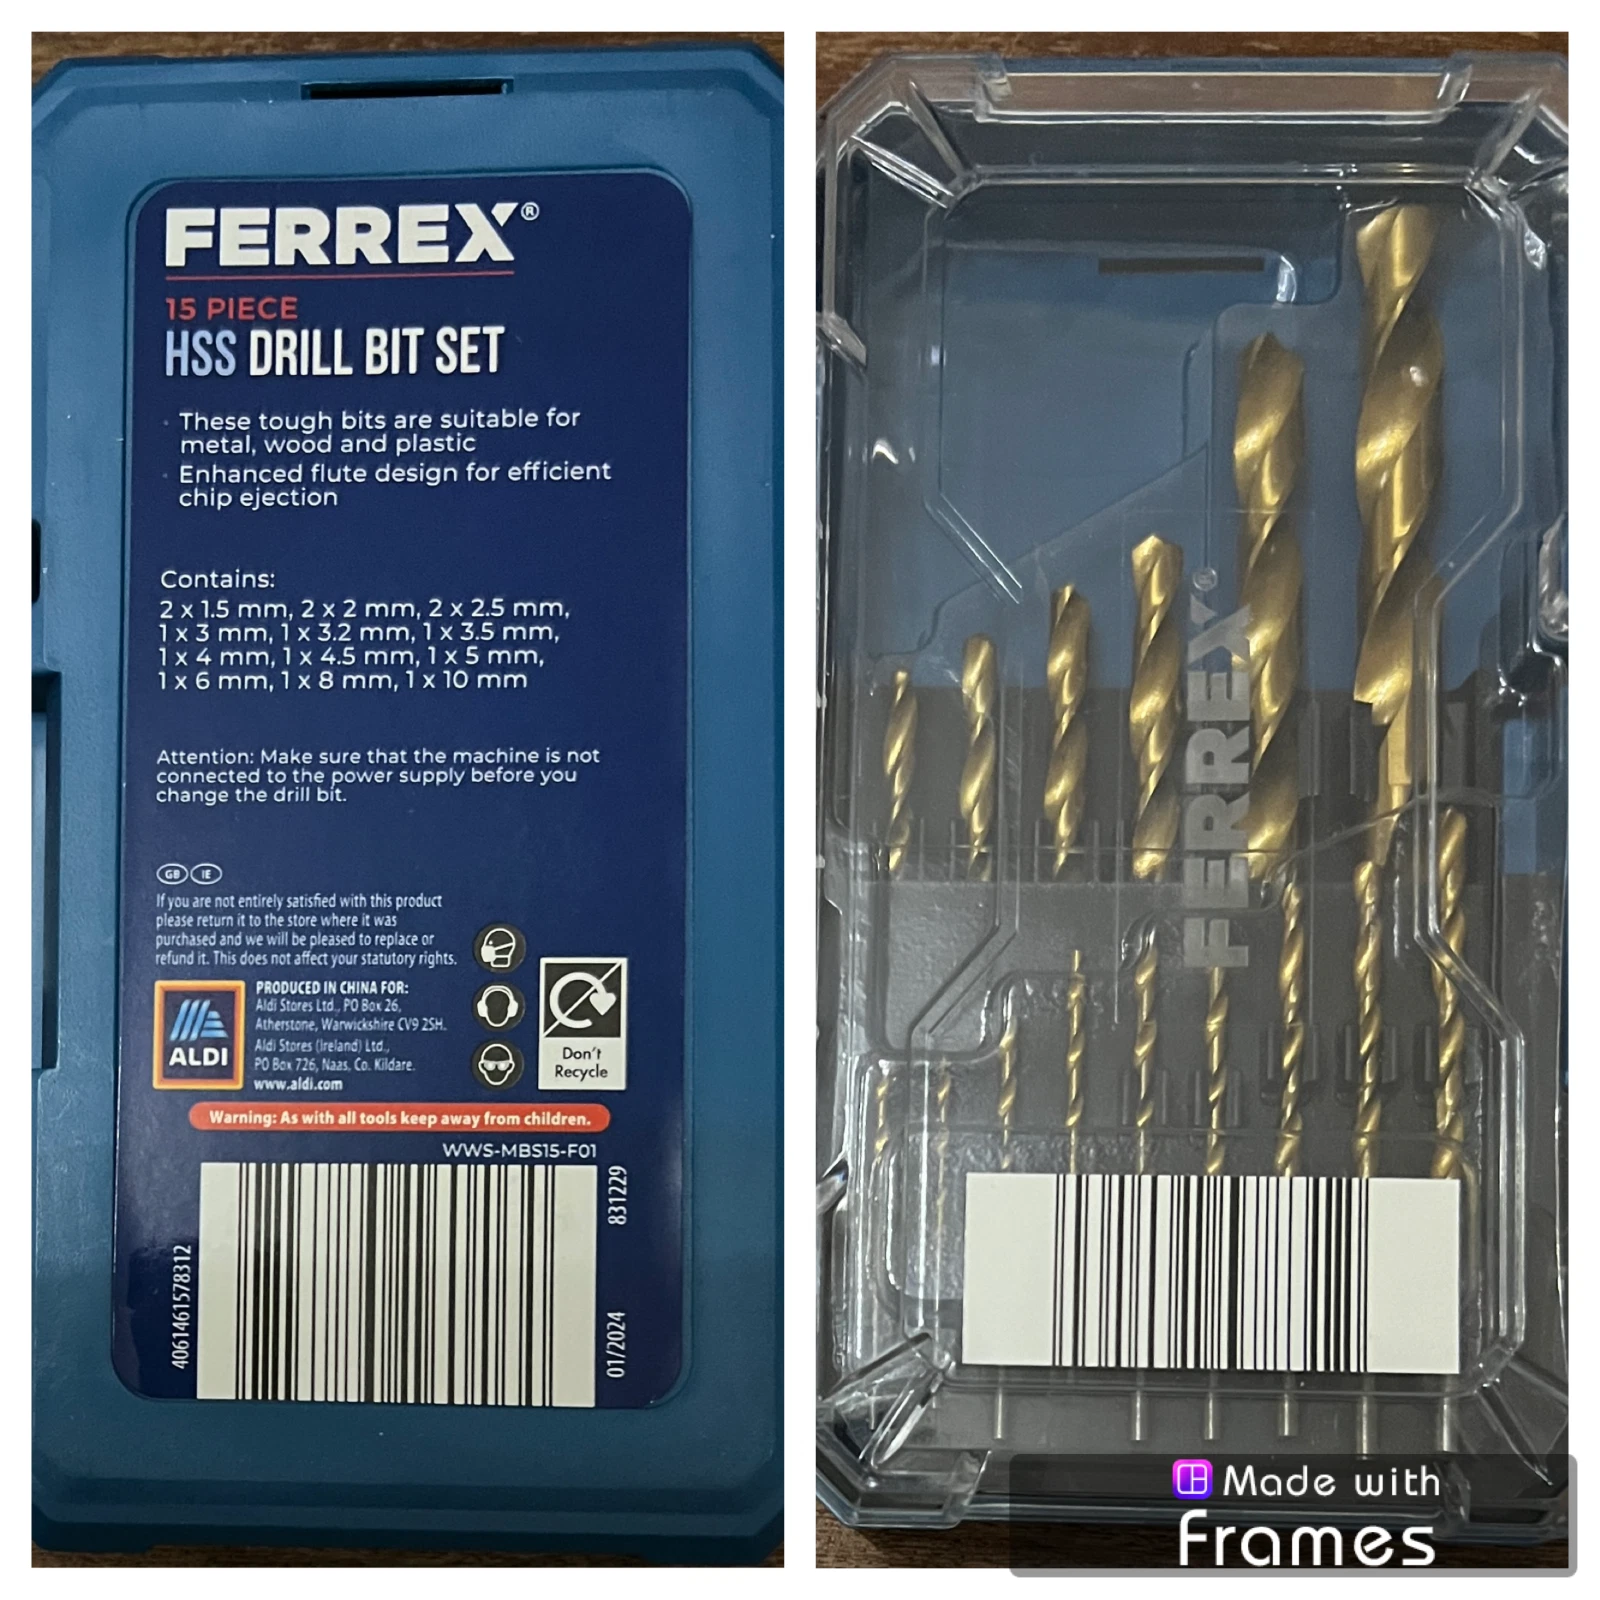 FERREX®
15 PIECE
HSS DRILL BIT SET
· These tough bits are suitable for
metal, wood and plastic
· Enhanced flute design for efficient
chip ejection
Contains:
2 x 1.5 mm, 2 x 2 mm, 2 x 2.5 mm,
1 x 3 mm, 1 x 3.2 mm, 1 x 3.5 mm,
1 x 4 mm, 1 x 4.5 mm, 1 x 5 mm,
1 x 6 mm, 1 x 8 mm, 1 x 10 mm
Attention: Make sure that the machine is not
connected to the power supply before you
change the drill bit.
GB IE
If you are not entirely satisfied with this product
please return it to the store where it was
purchased and we will be pleased to replace or
refund it. This does not affect your statutory rights.
ALDI
PRODUCED IN CHINA FOR:
Aldi Stores Ltd., PO Box 26,
Atherstone, Warwickshire CV9 2SH.
Aldi Stores (Ireland) Ltd.,
PO Box 726, Naas, Co. Kildare.
www.aldi.com
Don't
Recycle
Warning: As with all tools keep away from children.
WWS-MBS15-F01
4061461578312
831229
01/2024
FERREX®
Made with
Frames